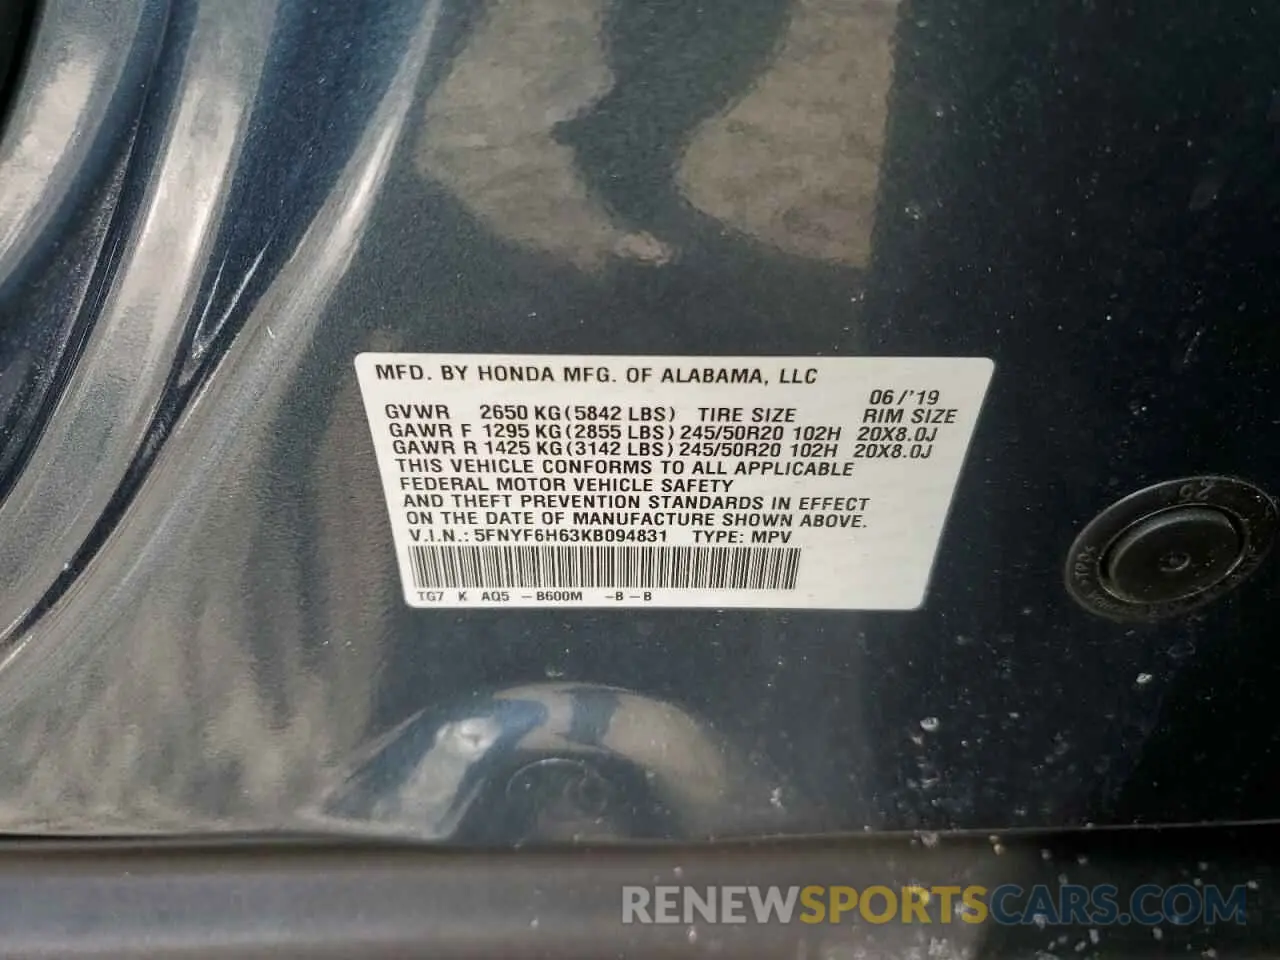 MFD. BY HONDA MFG. OF ALABAMA, LLC
06/'19
GVWR 2650 KG (5842 LBS) TIRE SIZE RIM SIZE
GAWR F 1295 KG (2855 LBS) 245/50R20 102H 20X8.0J
GAWR R 1425 KG (3142 LBS) 245/50R20 102H 20X8.0J
THIS VEHICLE CONFORMS TO ALL APPLICABLE
FEDERAL MOTOR VEHICLE SAFETY
AND THEFT PREVENTION STANDARDS IN EFFECT
ON THE DATE OF MANUFACTURE SHOWN ABOVE.
V.I.N.: 5FNYF6H63KB094831 TYPE: MPV
TG7 K AQ5 -B600M -B-B
20
RENEWSPORTSCARS.COM